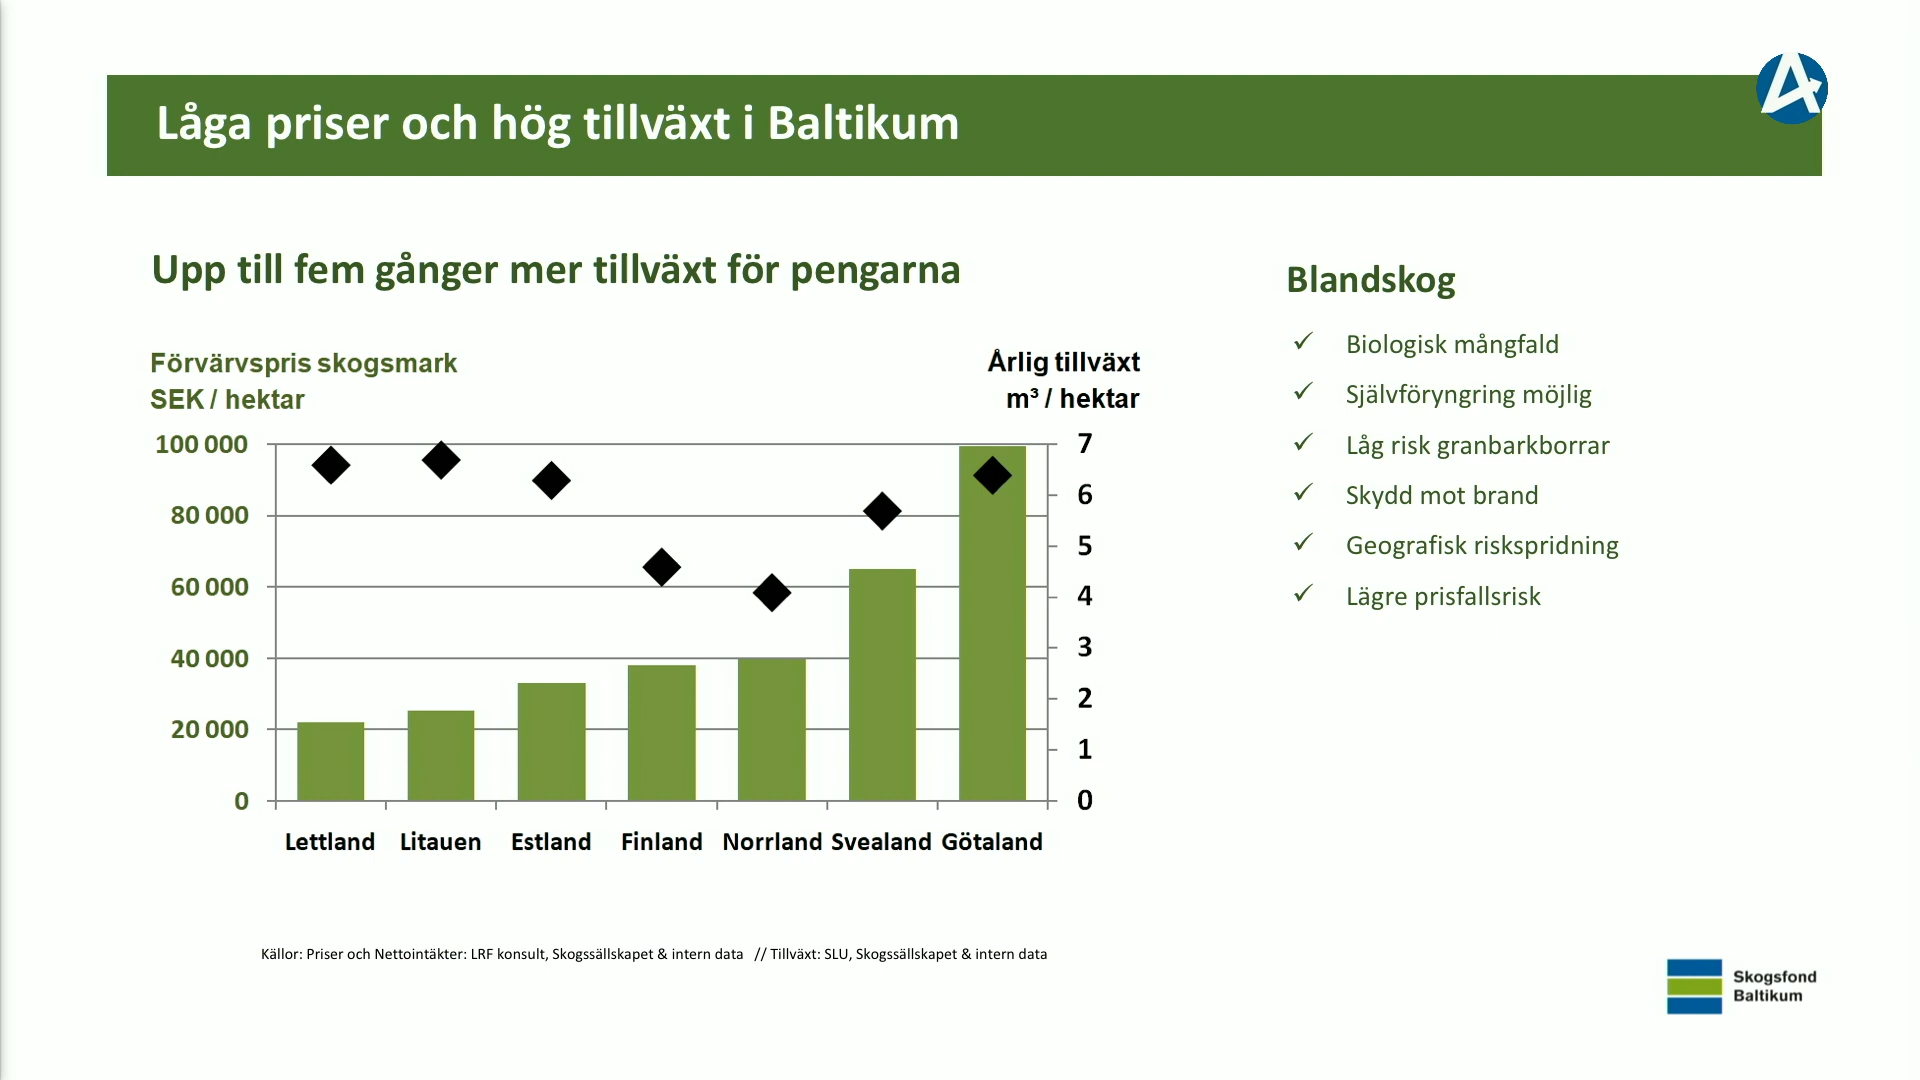 Låga priser och hög tillväxt i Baltikum
Upp till fem gånger mer tillväxt för pengarna
Förvärvspris skogsmark
SEK / hektar
Årlig tillväxt
m³ / hektar
100 000
80 000
60 000
40 000
20 000
0
7
6
5
4
3
2
1
0
Lettland Litauen Estland Finland Norrland Svealand Götaland
Källor: Priser och Nettointäkter: LRF konsult, Skogssällskapet & intern data // Tillväxt: SLU, Skogssällskapet & intern data
Blandskog
✓ Biologisk mångfald
✓ Självföryngring möjlig
✓ Låg risk granbarkborrar
✓ Skydd mot brand
✓ Geografisk riskspridning
✓ Lägre prisfallsrisk
Skogsfond
Baltikum